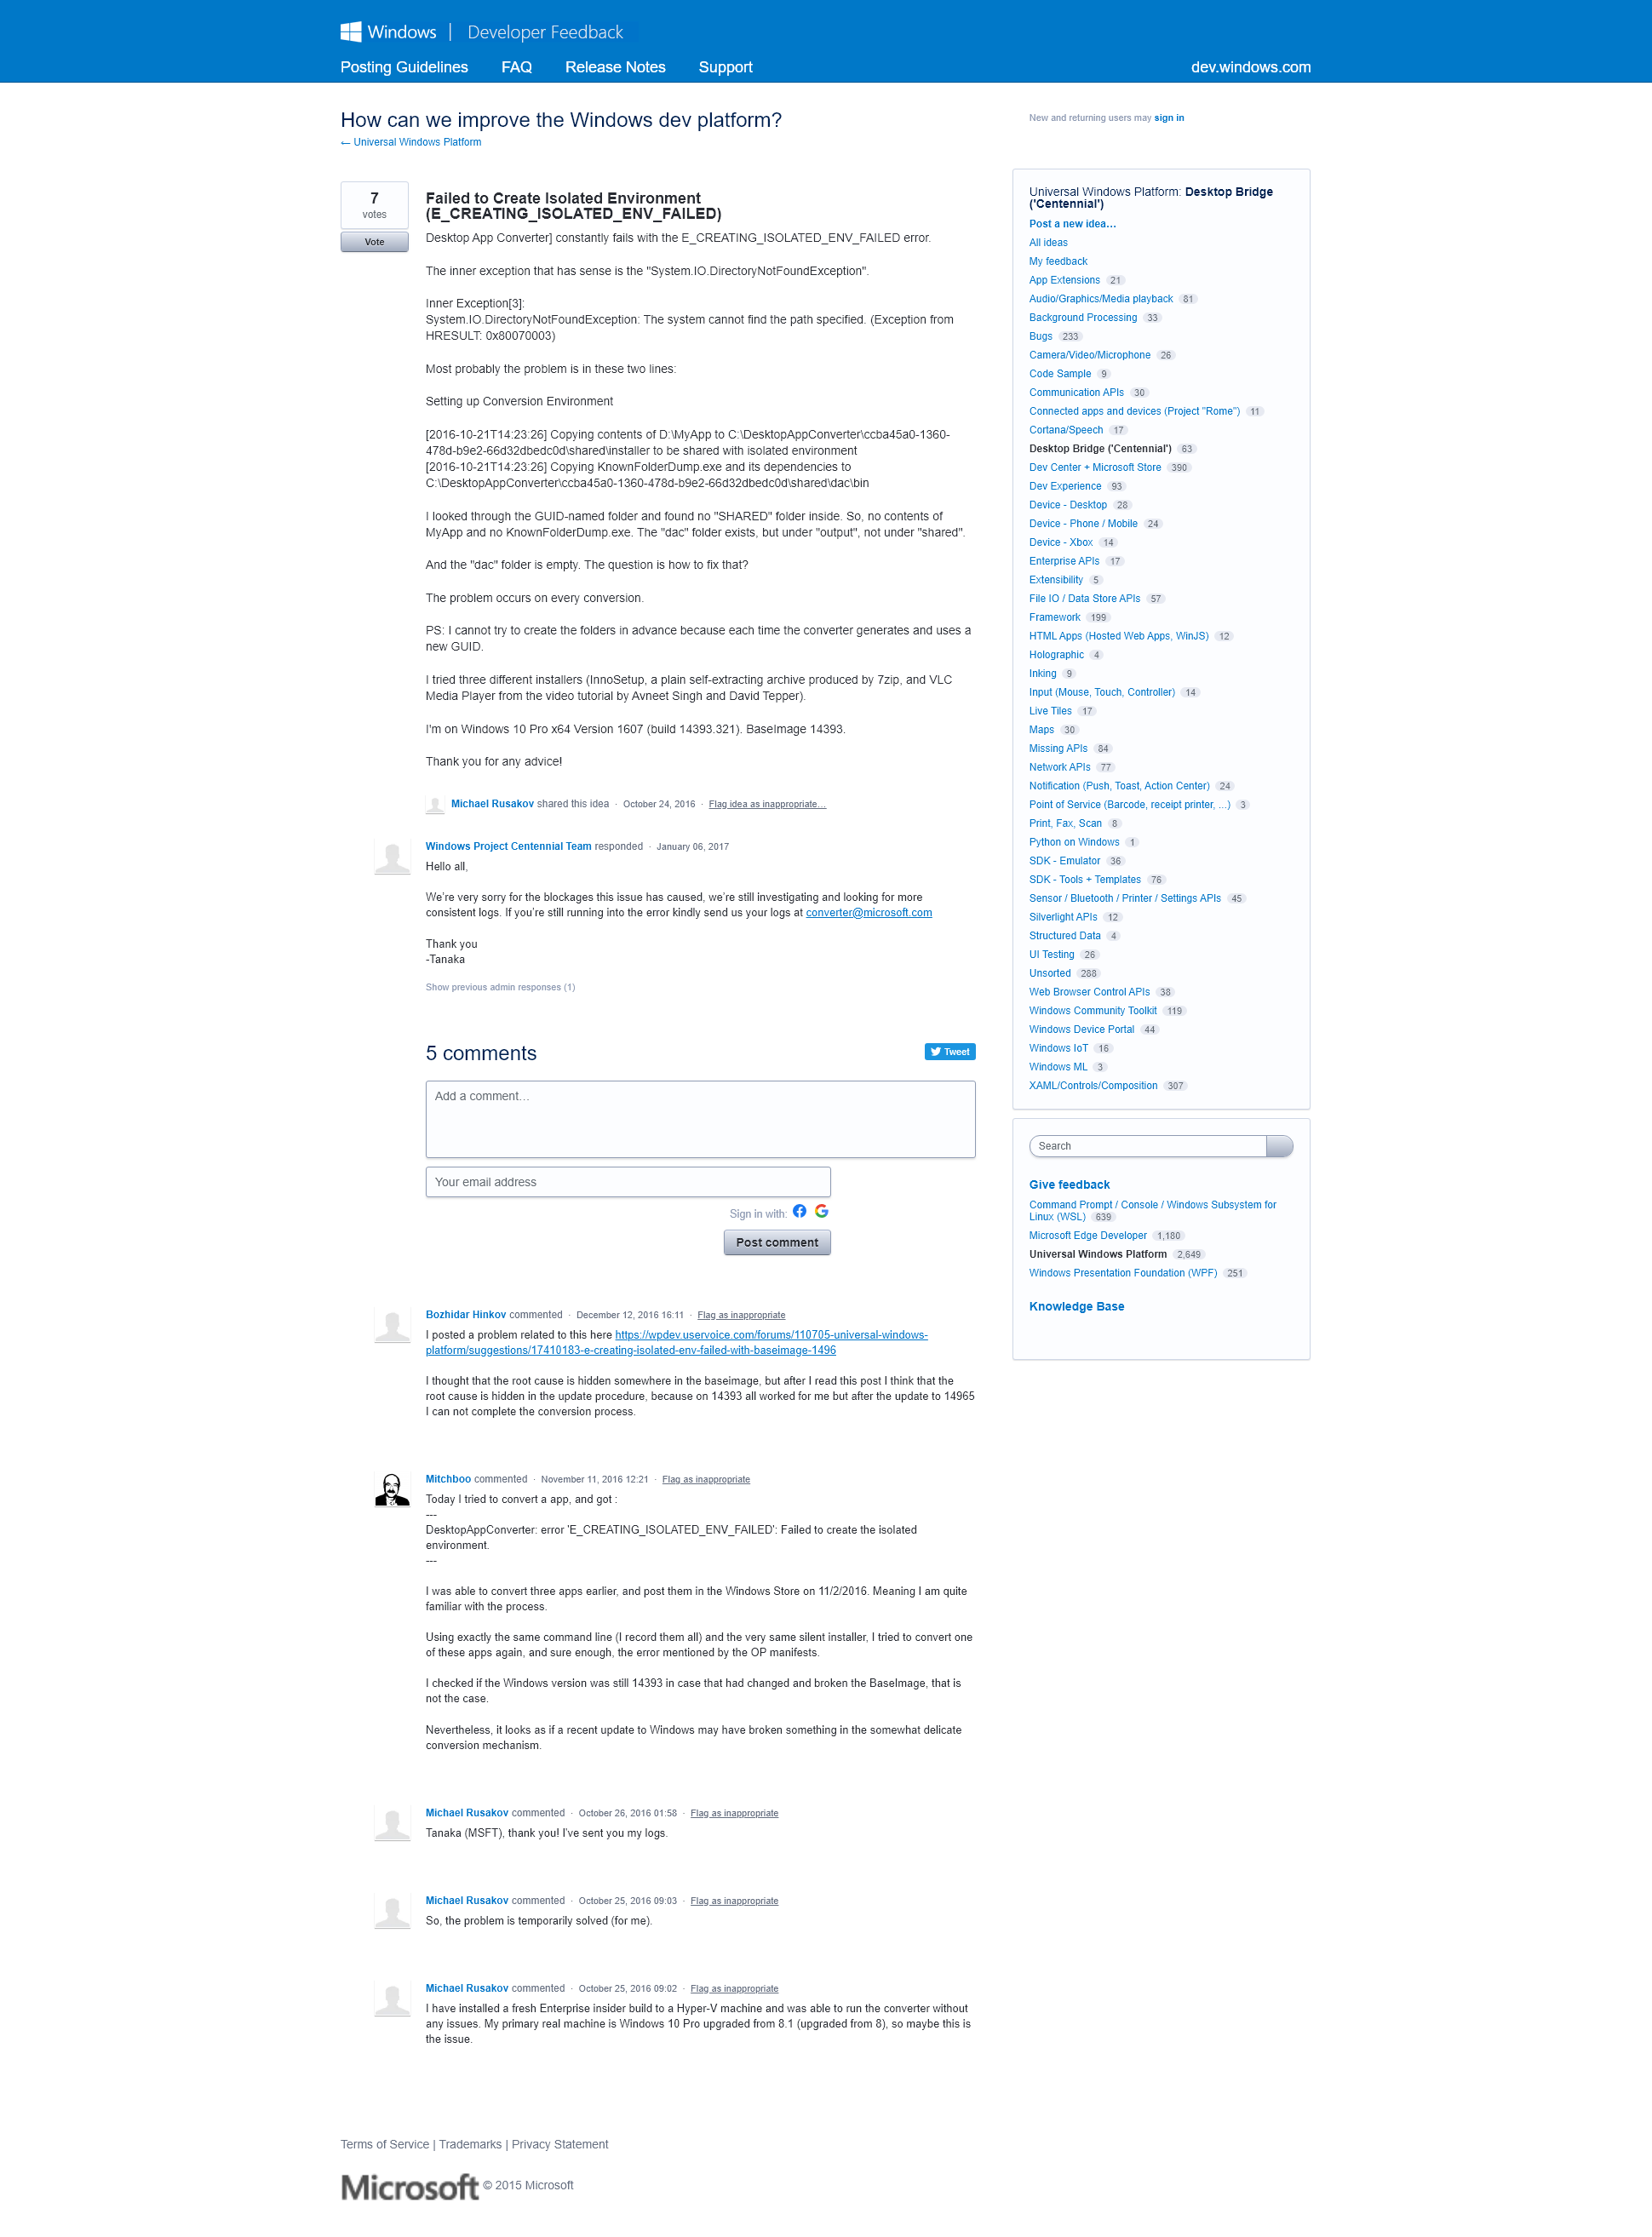 Windows | Developer Feedback
Posting Guidelines FAQ Release Notes Support dev.windows.com
How can we improve the Windows dev platform?
← Universal Windows Platform
New and returning users may sign in
7
votes
Vote
Failed to Create Isolated Environment
(E_CREATING_ISOLATED_ENV_FAILED)
Desktop App Converter] constantly fails with the E_CREATING_ISOLATED_ENV_FAILED error.
The inner exception that has sense is the "System.IO.DirectoryNotFoundException".
Inner Exception[3]:
System.IO.DirectoryNotFoundException: The system cannot find the path specified. (Exception from
HRESULT: 0x80070003)
Most probably the problem is in these two lines:
Setting up Conversion Environment
[2016-10-21T14:23:26] Copying contents of D:\MyApp to C:\DesktopAppConverter\ccba45a0-1360-
478d-b9e2-66d32dbedc0d\shared\installer to be shared with isolated environment
[2016-10-21T14:23:26] Copying KnownFolderDump.exe and its dependencies to
C:\DesktopAppConverter\ccba45a0-1360-478d-b9e2-66d32dbedc0d\shared\dac\bin
I looked through the GUID-named folder and found no "SHARED" folder inside. So, no contents of
MyApp and no KnownFolderDump.exe. The "dac" folder exists, but under "output", not under "shared".
And the "dac" folder is empty. The question is how to fix that?
The problem occurs on every conversion.
PS: I cannot try to create the folders in advance because each time the converter generates and uses a
new GUID.
I tried three different installers (InnoSetup, a plain self-extracting archive produced by 7zip, and VLC
Media Player from the video tutorial by Avneet Singh and David Tepper).
I'm on Windows 10 Pro x64 Version 1607 (build 14393.321). BaseImage 14393.
Thank you for any advice!
Michael Rusakov shared this idea · October 24, 2016 · Flag idea as inappropriate…
Windows Project Centennial Team responded · January 06, 2017
Hello all,
We’re very sorry for the blockages this issue has caused, we’re still investigating and looking for more
consistent logs. If you’re still running into the error kindly send us your logs at converter@microsoft.com
Thank you
-Tanaka
Show previous admin responses (1)
5 comments
Tweet
Add a comment…
Your email address
Sign in with:
Post comment
Bozhidar Hinkov commented · December 12, 2016 16:11 · Flag as inappropriate
I posted a problem related to this here https://wpdev.uservoice.com/forums/110705-universal-windows-
platform/suggestions/17410183-e-creating-isolated-env-failed-with-baseimage-1496
I thought that the root cause is hidden somewhere in the baseimage, but after I read this post I think that the
root cause is hidden in the update procedure, because on 14393 all worked for me but after the update to 14965
I can not complete the conversion process.
Mitchboo commented · November 11, 2016 12:21 · Flag as inappropriate
Today I tried to convert a app, and got :
---
DesktopAppConverter: error 'E_CREATING_ISOLATED_ENV_FAILED': Failed to create the isolated
environment.
---
I was able to convert three apps earlier, and post them in the Windows Store on 11/2/2016. Meaning I am quite
familiar with the process.
Using exactly the same command line (I record them all) and the very same silent installer, I tried to convert one
of these apps again, and sure enough, the error mentioned by the OP manifests.
I checked if the Windows version was still 14393 in case that had changed and broken the BaseImage, that is
not the case.
Nevertheless, it looks as if a recent update to Windows may have broken something in the somewhat delicate
conversion mechanism.
Michael Rusakov commented · October 26, 2016 01:58 · Flag as inappropriate
Tanaka (MSFT), thank you! I've sent you my logs.
Michael Rusakov commented · October 25, 2016 09:03 · Flag as inappropriate
So, the problem is temporarily solved (for me).
Michael Rusakov commented · October 25, 2016 09:02 · Flag as inappropriate
I have installed a fresh Enterprise insider build to a Hyper-V machine and was able to run the converter without
any issues. My primary real machine is Windows 10 Pro upgraded from 8.1 (upgraded from 8), so maybe this is
the issue.
Universal Windows Platform: Desktop Bridge
('Centennial')
Post a new idea…
All ideas
My feedback
App Extensions 21
Audio/Graphics/Media playback 81
Background Processing 33
Bugs 233
Camera/Video/Microphone 26
Code Sample 9
Communication APIs 30
Connected apps and devices (Project "Rome") 11
Cortana/Speech 17
Desktop Bridge ('Centennial') 63
Dev Center + Microsoft Store 390
Dev Experience 93
Device - Desktop 28
Device - Phone / Mobile 24
Device - Xbox 14
Enterprise APIs 17
Extensibility 5
File IO / Data Store APIs 57
Framework 199
HTML Apps (Hosted Web Apps, WinJS) 12
Holographic 4
Inking 9
Input (Mouse, Touch, Controller) 14
Live Tiles 17
Maps 30
Missing APIs 84
Network APIs 77
Notification (Push, Toast, Action Center) 24
Point of Service (Barcode, receipt printer, ...) 3
Print, Fax, Scan 8
Python on Windows 1
SDK - Emulator 36
SDK - Tools + Templates 76
Sensor / Bluetooth / Printer / Settings APIs 45
Silverlight APIs 12
Structured Data 4
UI Testing 26
Unsorted 288
Web Browser Control APIs 38
Windows Community Toolkit 119
Windows Device Portal 44
Windows IoT 16
Windows ML 3
XAML/Controls/Composition 307
Search
Give feedback
Command Prompt / Console / Windows Subsystem for
Linux (WSL) 639
Microsoft Edge Developer 1,180
Universal Windows Platform 2,649
Windows Presentation Foundation (WPF) 251
Knowledge Base
Terms of Service | Trademarks | Privacy Statement
Microsoft © 2015 Microsoft